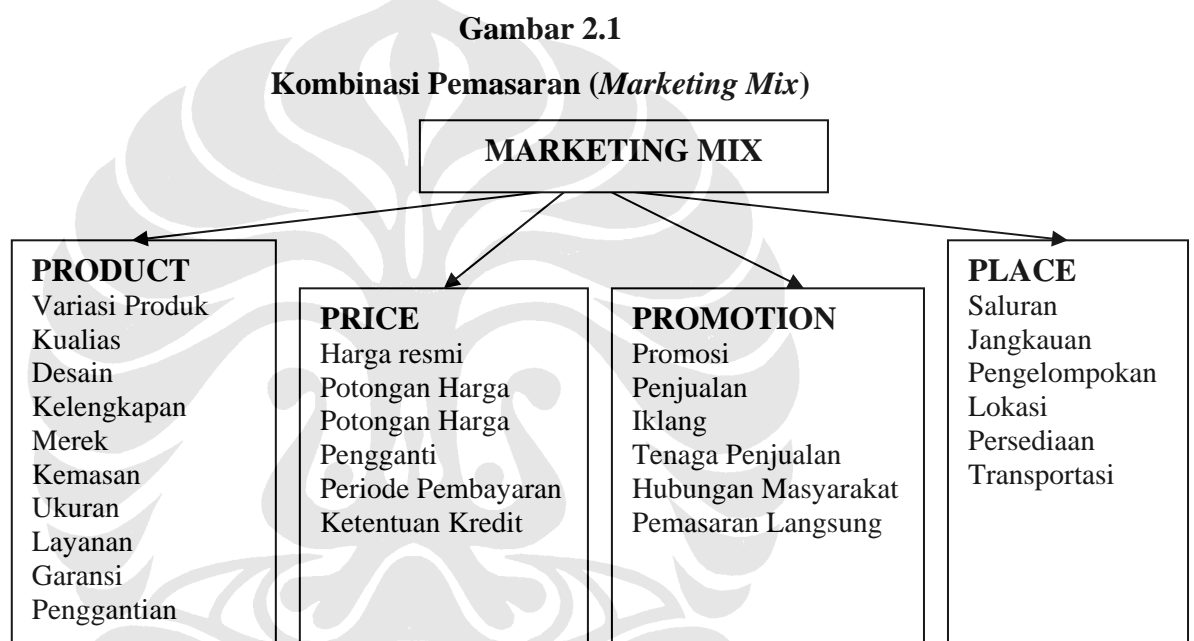 Gambar 2.1
Kombinasi Pemasaran (Marketing Mix)
MARKETING MIX
PRODUCT
Variasi Produk
Kualias
Desain
Kelengkapan
Merek
Kemasan
Ukuran
Layanan
Garansi
Penggantian
PRICE
Harga resmi
Potongan Harga
Potongan Harga
Pengganti
Periode Pembayaran
Ketentuan Kredit
PROMOTION
Promosi
Penjualan
Iklang
Tenaga Penjualan
Hubungan Masyarakat
Pemasaran Langsung
PLACE
Saluran
Jangkauan
Pengelompokan
Lokasi
Persediaan
Transportasi